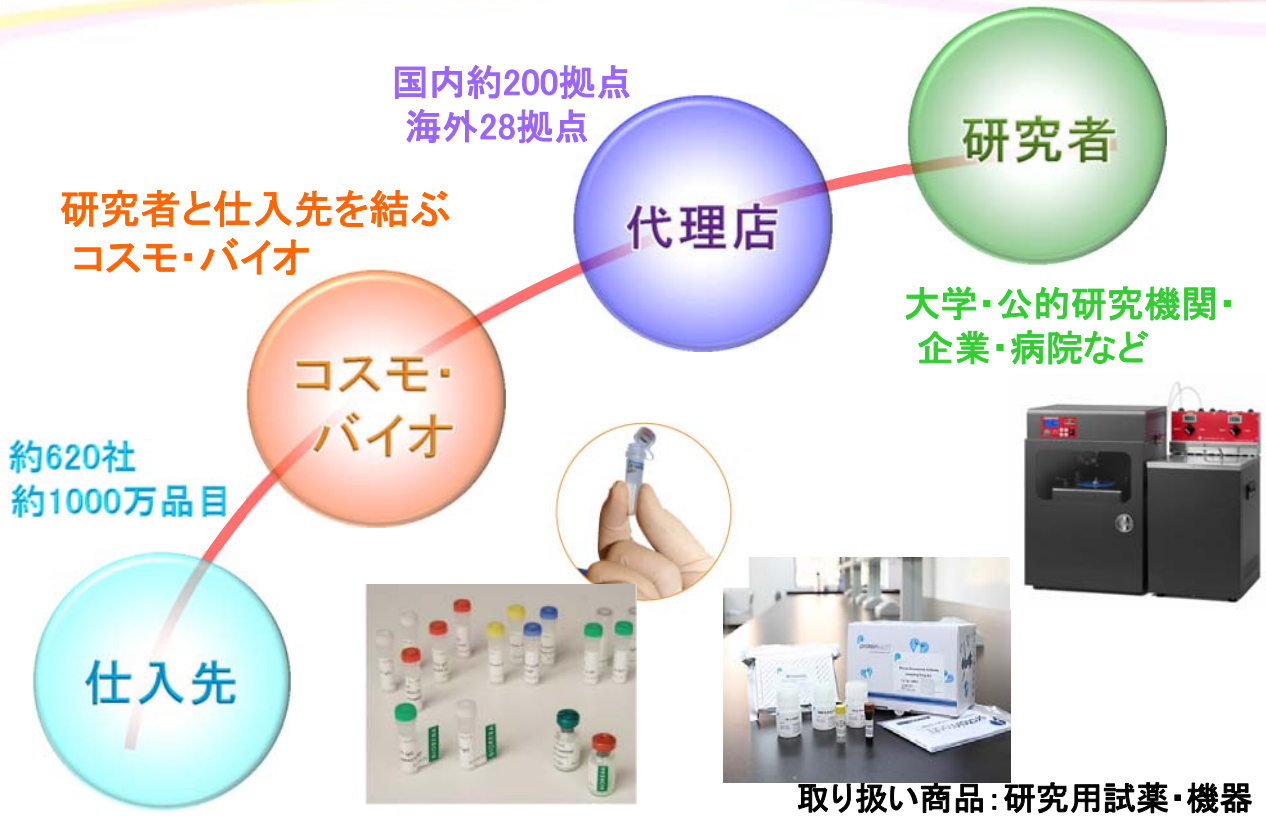 国内約200拠点
海外28拠点
研究者
代理店
研究者と仕入先を結ぶ
コスモ・バイオ
大学・公的研究機関・
企業・病院など
コスモ・
バイオ
約620社
約1000万品目
仕入先
取り扱い商品：研究用試薬・機器